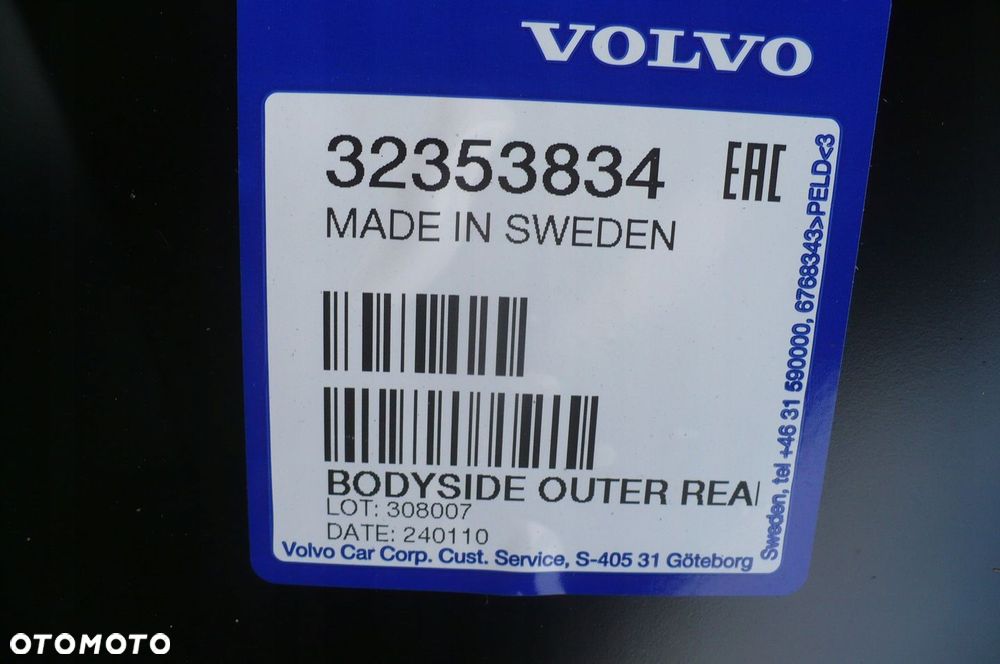 VOLVO
32353834
EAC
MADE IN SWEDEN
BODYSIDE OUTER REA
LOT: 308007
DATE: 240110
Volvo Car Corp. Cust. Service, S-405 31 Göteborg
Sweden, tel +46 31 590000, 6768343>PELD<3
OTOMOTO